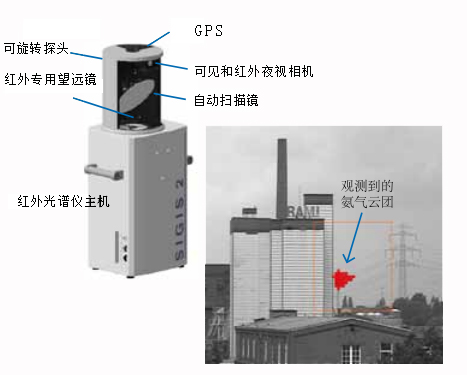 GPS
可旋转探头
可见和红外夜视相机
红外专用望远镜
自动扫描镜
红外光谱仪主机
SIGIS 2
BAMU
观测到的
氨气云团